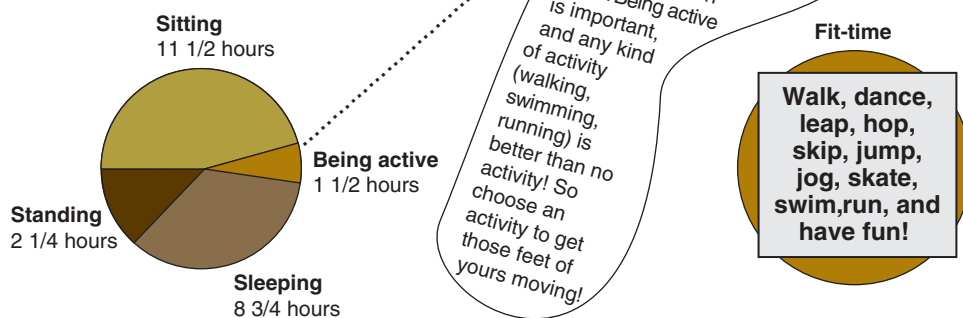 Sitting
11 1/2 hours
Being active
1 1/2 hours
Standing
2 1/4 hours
Sleeping
8 3/4 hours
Being active
is important,
and any kind
of activity
(walking,
swimming,
running) is
better than no
activity! So
choose an
activity to get
those feet of
yours moving!
Fit-time
Walk, dance,
leap, hop,
skip, jump,
jog, skate,
swim,run, and
have fun!